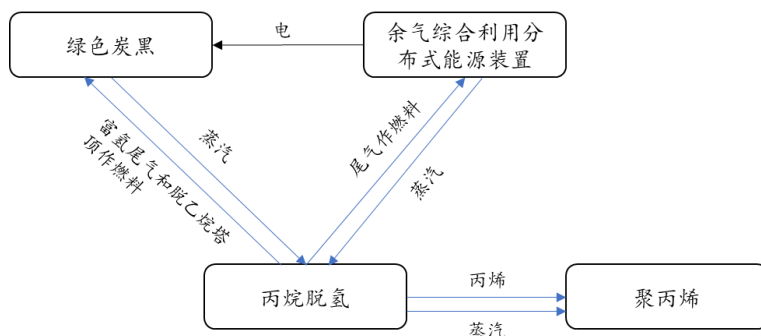 绿色炭黑
电
余气综合利用分
布式能源装置
富氢尾气和脱乙烷塔
顶作燃料
蒸汽
尾气作燃料
蒸汽
丙烷脱氢
丙烯
蒸汽
聚丙烯